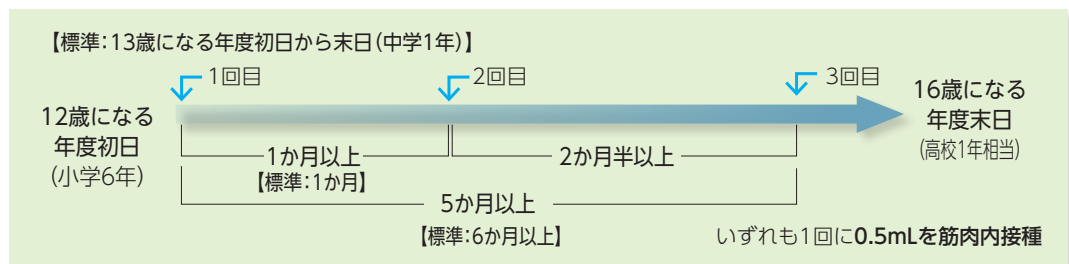 【標準:13歳になる年度初日から末日(中学1年)】
1回目
2回目
3回目
12歳になる
年度初日
(小学6年)
16歳になる
年度末日
(高校1年相当)
1か月以上
【標準:1か月】
2か月半以上
5か月以上
【標準:6か月以上】
いずれも1回に0.5mLを筋肉内接種